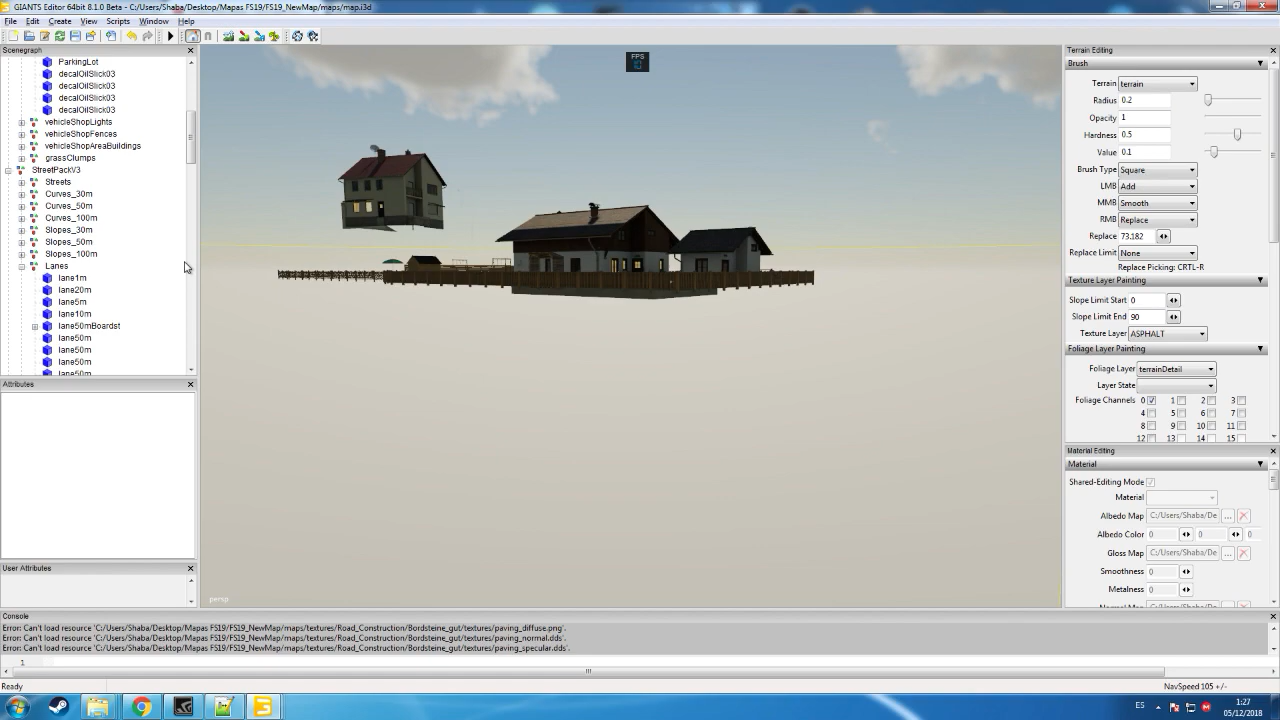 GIANTS Editor 64bit 8.1.0 Beta - C:/Users/Shaba/Desktop/Mapas FS19/FS19_NewMap/maps/map.i3d
File Edit Create View Scripts Window Help
Scenegraph
ParkingLot
decalOilSlick03
decalOilSlick03
decalOilSlick03
decalOilSlick03
vehicleShopLights
vehicleShopFences
vehicleShopAreaBuildings
grassClumps
StreetPackV3
Streets
Curves_30m
Curves_50m
Curves_100m
Slopes_30m
Slopes_50m
Slopes_100m
Lanes
lane1m
lane20m
lane5m
lane10m
lane50mBoardst
lane50m
lane50m
lane50m
lane50m
Attributes
User Attributes
FPS
persp
Terrain Editing
Brush
Terrain terrain
Radius 0.2
Opacity 1
Hardness 0.5
Value 0.1
Brush Type Square
LMB Add
MMB Smooth
RMB Replace
Replace 73.182
Replace Limit None
Replace Picking: CRTL-R
Texture Layer Painting
Slope Limit Start 0
Slope Limit End 90
Texture Layer ASPHALT
Foliage Layer Painting
Foliage Layer terrainDetail
Layer State
Foliage Channels 0 1 2 3
4 5 6 7
8 9 10 11
12 13 14 15
Material Editing
Material
Shared-Editing Mode
Material
Albedo Map C:/Users/Shaba/De ...
Albedo Color 0 0 0
Gloss Map C:/Users/Shaba/De ...
Smoothness 0
Metalness 0
Normal Map C:/Users/Shaba/De
Console
Error: Can't load resource 'C:/Users/Shaba/Desktop/Mapas FS19/FS19_NewMap/maps/textures/Road_Construction/Bordsteine_gut/textures/paving_diffuse.png'.
Error: Can't load resource 'C:/Users/Shaba/Desktop/Mapas FS19/FS19_NewMap/maps/textures/Road_Construction/Bordsteine_gut/textures/paving_normal.dds'.
Error: Can't load resource 'C:/Users/Shaba/Desktop/Mapas FS19/FS19_NewMap/maps/textures/Road_Construction/Bordsteine_gut/textures/paving_specular.dds'.
1
Ready
NavSpeed 105 +/-
ES
1:27
05/12/2018